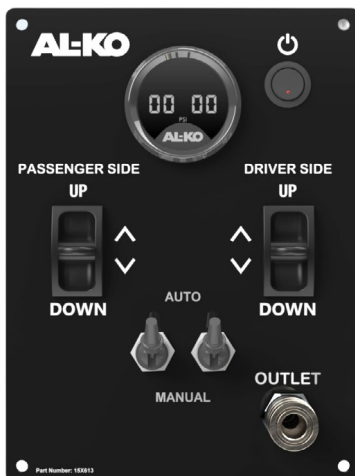 AL-KO
00 00
PSI
AL-KO
PASSENGER SIDE
UP
DOWN
DRIVER SIDE
UP
DOWN
AUTO
MANUAL
OUTLET
Part Number: 15X613